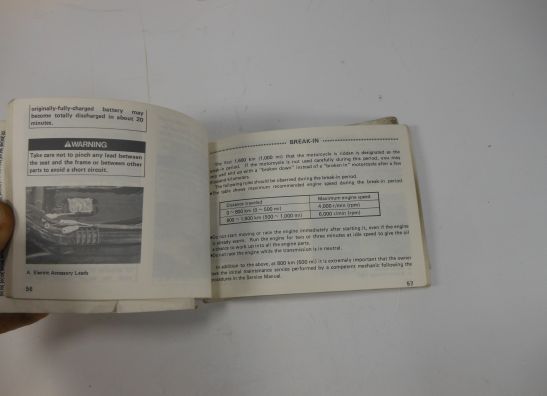 originally-fully-charged battery may
become totally discharged in about 20
minutes.
WARNING
Take care not to pinch any lead between
the seat and the frame or between other
parts to avoid a short circuit.
A. Electric Accessory Leads
56
BREAK-IN
The first 1,600 km (1,000 mi) that the motorcycle is ridden is designated as the
break-in period. If the motorcycle is not used carefully during this period, you may
very well end up with a "broken down" instead of a "broken in" motorcycle after a few
thousand kilometers.
The following rules should be observed during the break-in period.
●The table shows maximum recommended engine speed during the break-in period.
Distance traveled Maximum engine speed
0 ~ 800 km (0 ~ 500 mi) 4,000 r/min (rpm)
800 ~ 1,600 km (500 ~ 1,000 mi) 6,000 r/min (rpm)
●Do not start moving or race the engine immediately after starting it, even if the engine
is already warm. Run the engine for two or three minutes at idle speed to give the oil
a chance to work up into all the engine parts.
●Do not race the engine while the transmission is in neutral.
In addition to the above, at 800 km (500 mi) it is extremely important that the owner
have the initial maintenance service performed by a competent mechanic following the
procedures in the Service Manual.
57